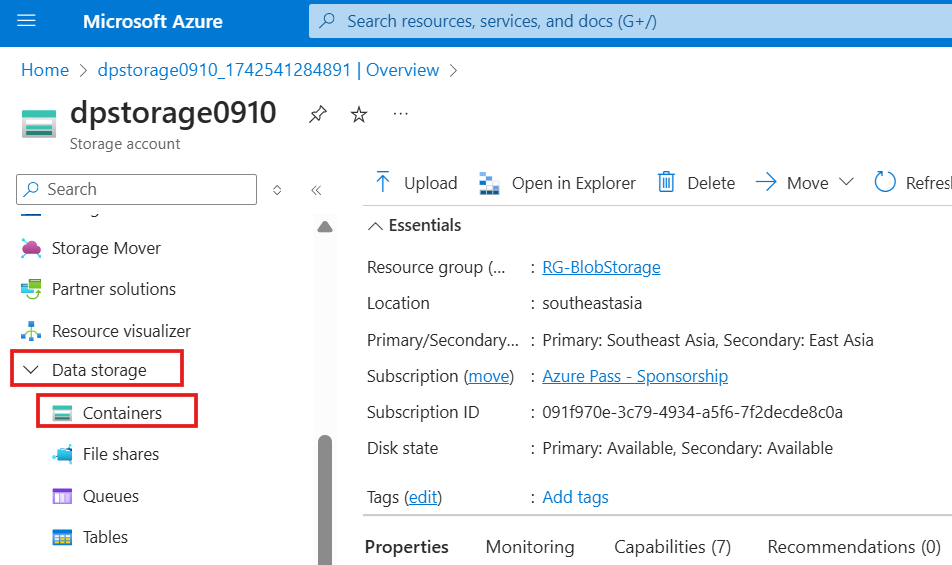 Microsoft Azure
Search resources, services, and docs (G+/)
Home > dpstorage0910_1742541284891 | Overview >
dpstorage0910
Storage account
Search
Upload
Open in Explorer
Delete
Move
Storage Mover
Partner solutions
Resource visualizer
Data storage
Containers
File shares
Queues
Tables
Essentials
Resource group (... : RG-BlobStorage
Location : southeastasia
Primary/Secondary... : Primary: Southeast Asia, Secondary: East Asia
Subscription (move) : Azure Pass - Sponsorship
Subscription ID : 091f970e-3c79-4934-a5f6-7f2decde8c0a
Disk state : Primary: Available, Secondary: Available
Tags (edit) : Add tags
Properties
Monitoring
Capabilities (7)
Recommendations (0)